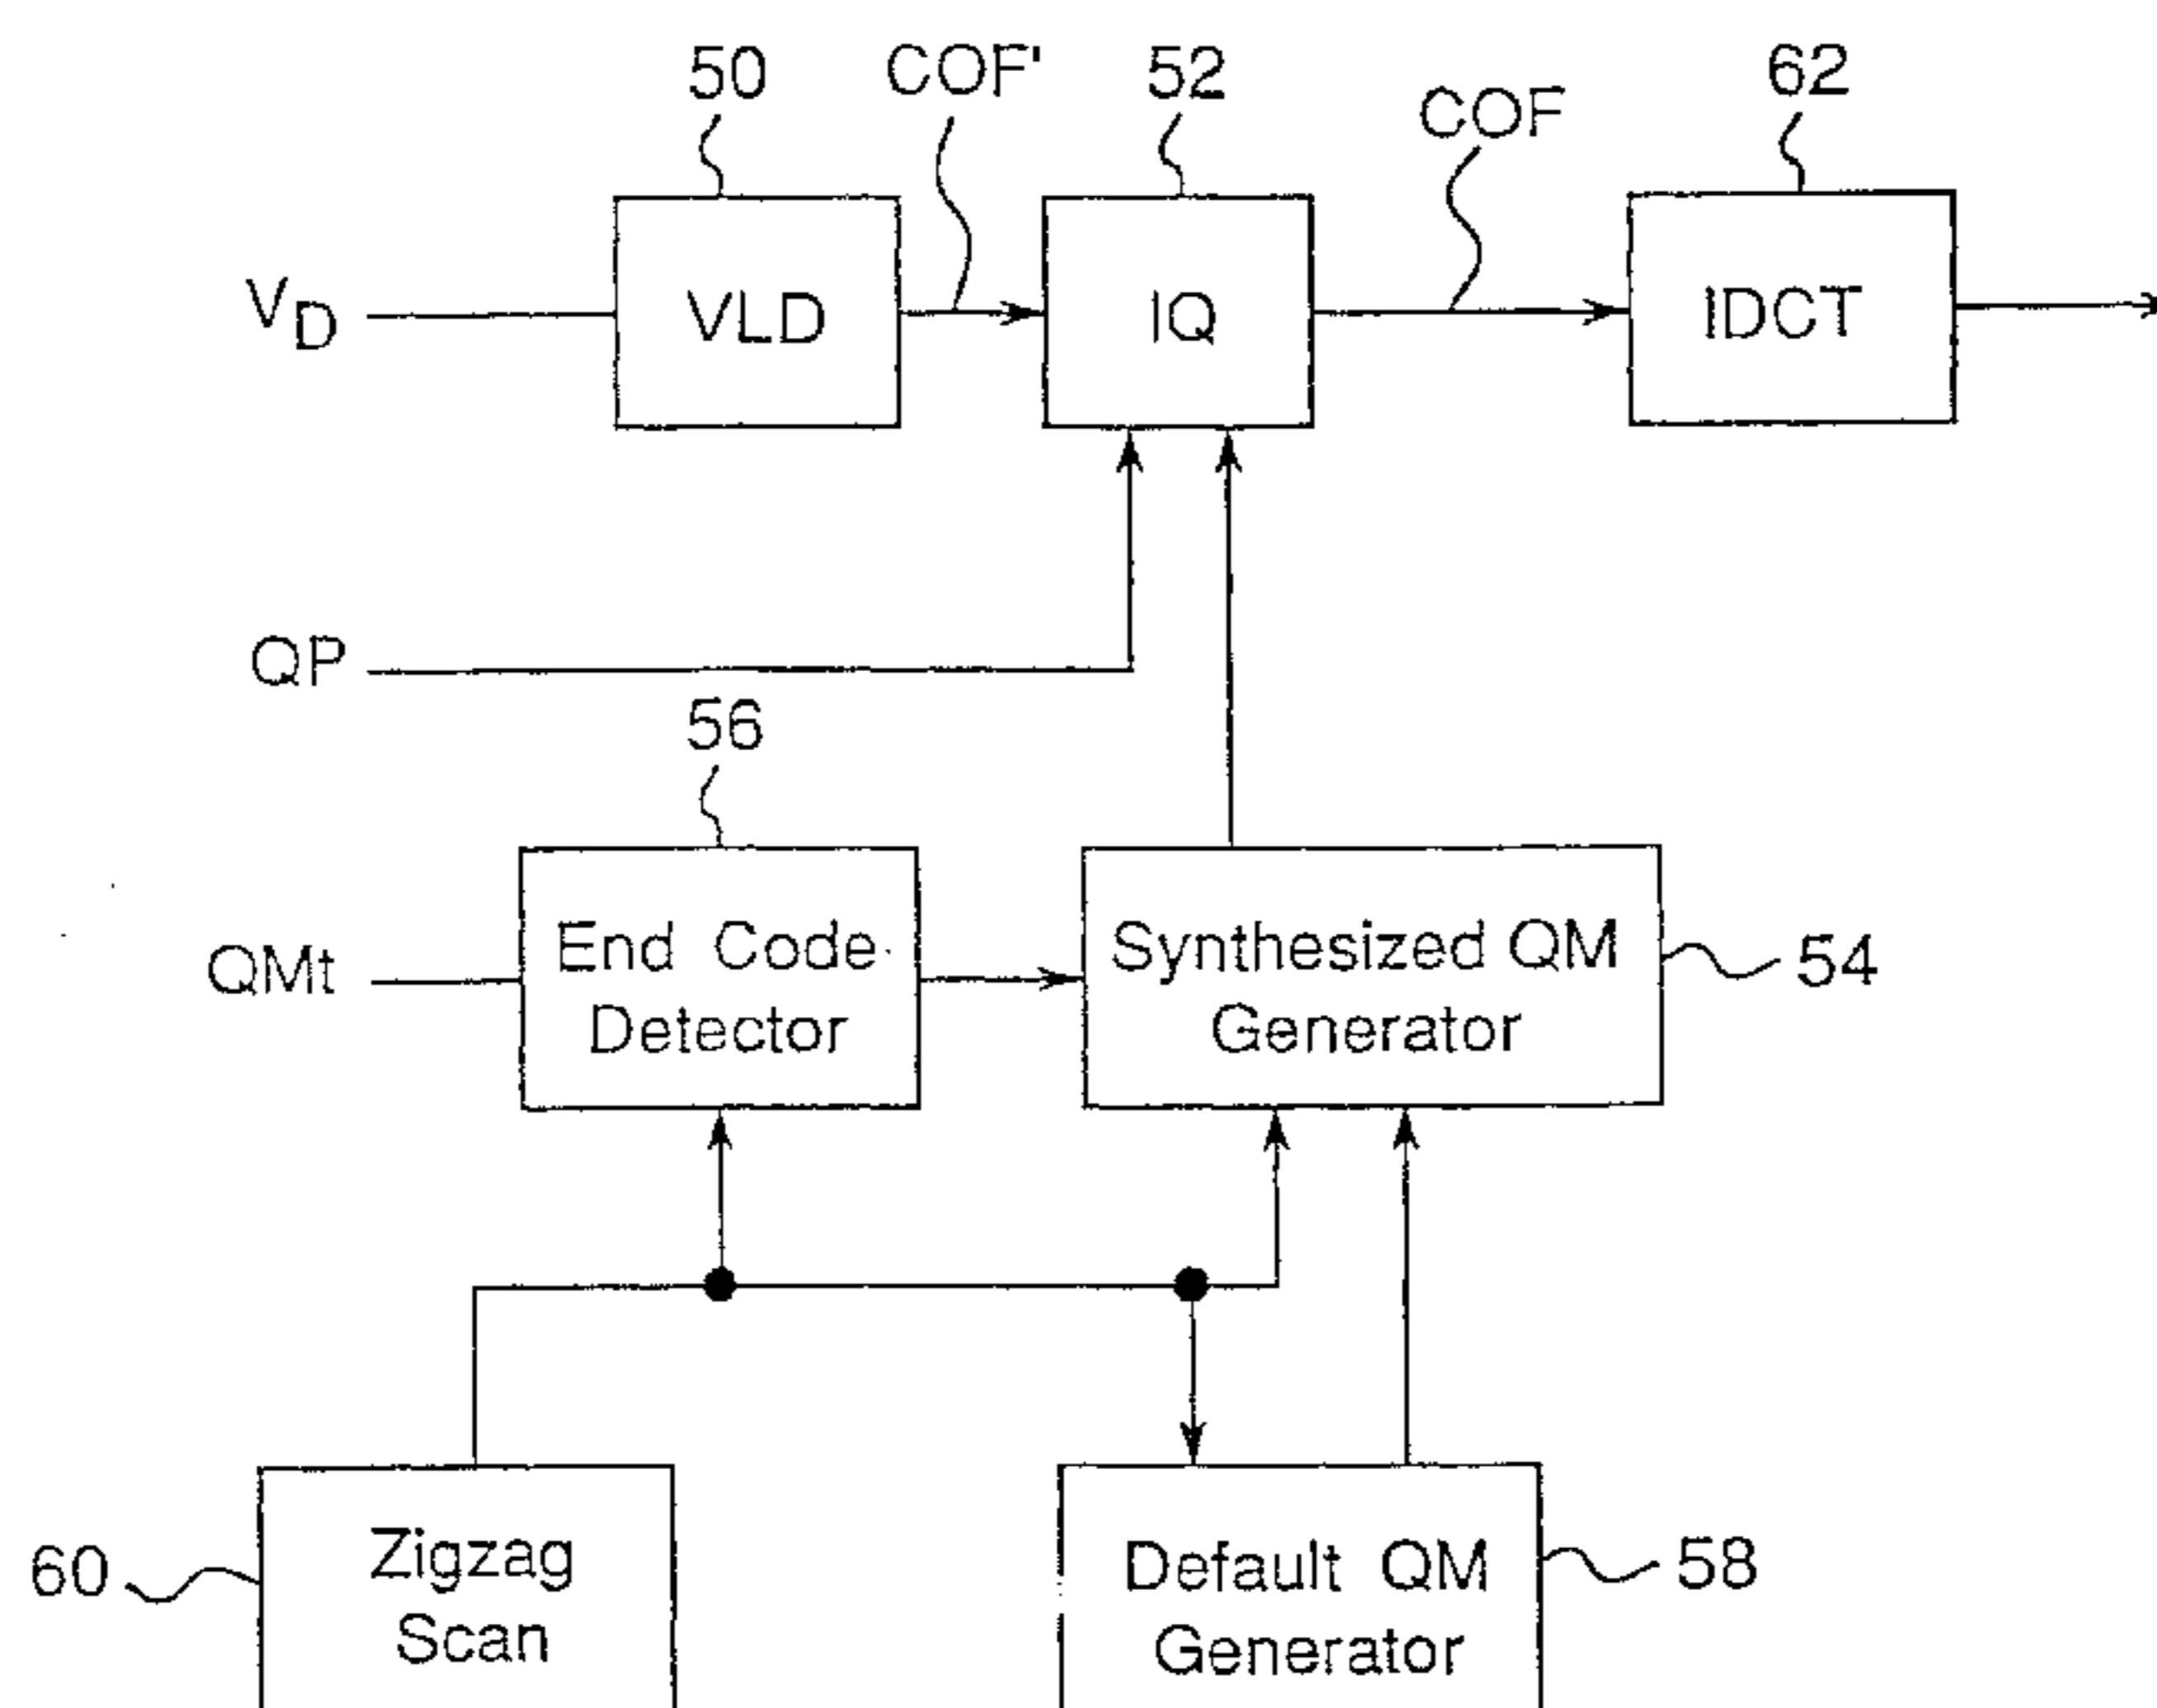 50
COF'
52
COF
62
VD
VLD
IQ
IDCT
QP
56
QMt
End Code
Detector
Synthesized QM
Generator
54
60
Zigzag
Scan
Default QM
Generator
58